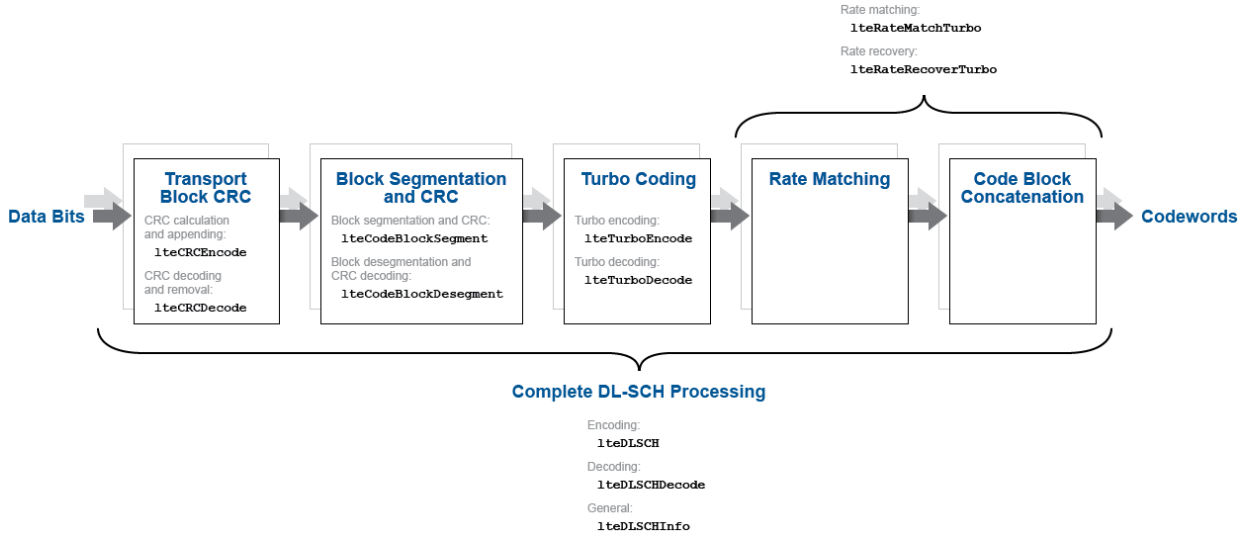 Rate matching:
lteRateMatchTurbo
Rate recovery:
lteRateRecoverTurbo
Data Bits
Transport
Block CRC
CRC calculation
and appending:
lteCRCEncode
CRC decoding
and removal:
lteCRCDecode
Block Segmentation
and CRC
Block segmentation and CRC:
lteCodeBlockSegment
Block desegmentation and
CRC decoding:
lteCodeBlockDesegment
Turbo Coding
Turbo encoding:
lteTurboEncode
Turbo decoding:
lteTurboDecode
Rate Matching
Code Block
Concatenation
Codewords
Complete DL-SCH Processing
Encoding:
lteDLSCH
Decoding:
lteDLSCHDecode
General:
lteDLSCHInfo